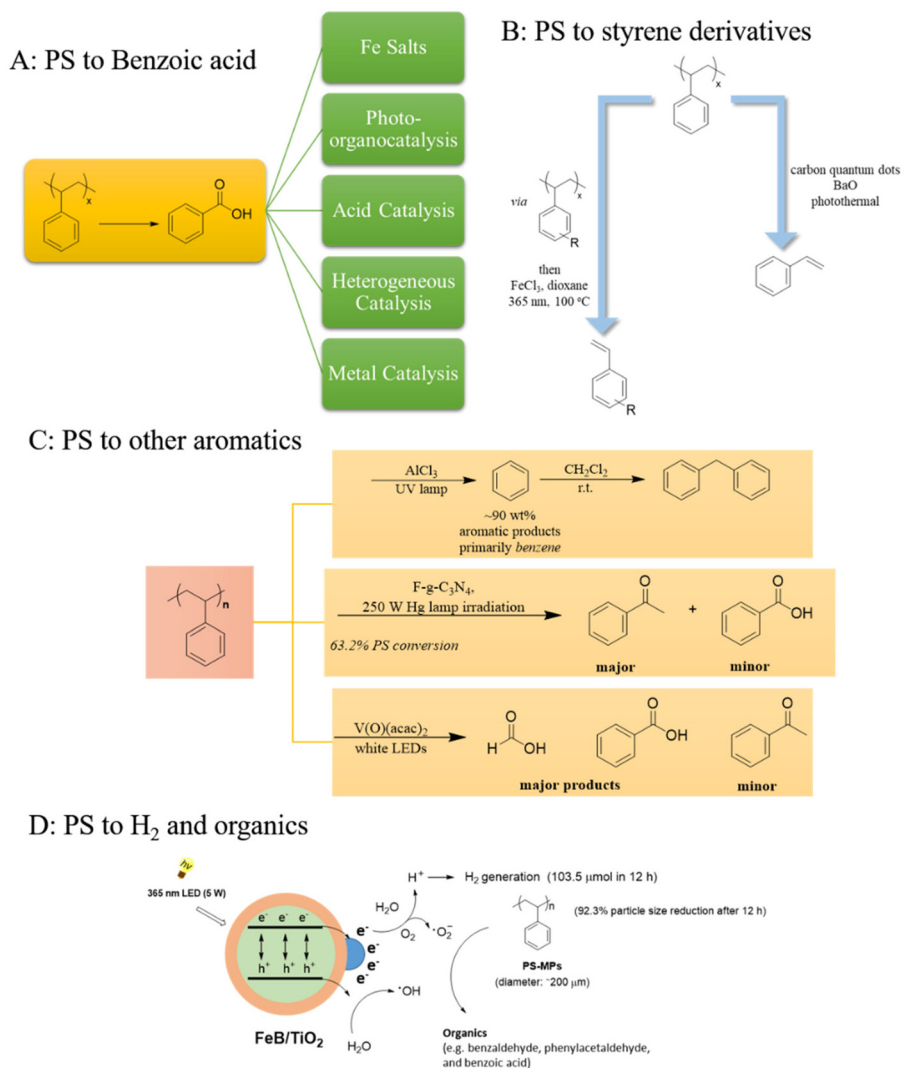 A: PS to Benzoic acid
x
O
OH
Fe Salts
Photo-
organocatalysis
Acid Catalysis
Heterogeneous
Catalysis
Metal Catalysis
B: PS to styrene derivatives
x
via
x
R
then
FeCl₃, dioxane
365 nm, 100 °C
R
carbon quantum dots
BaO
photothermal
C: PS to other aromatics
n
AlCl₃
UV lamp
~90 wt%
aromatic products
primarily benzene
CH₂Cl₂
r.t.
F-g-C₃N₄,
250 W Hg lamp irradiation
63.2% PS conversion
O
major
+
O
OH
minor
V(O)(acac)₂
white LEDs
O
H OH
O
OH
major products
O
minor
D: PS to H₂ and organics
hν
365 nm LED (5 W)
e⁻ e⁻ e⁻
h⁺ h⁺ h⁺
FeB/TiO₂
e⁻
e⁻
e⁻
e⁻
H₂O
O₂
·O₂⁻
H⁺
H₂ generation (103.5 μmol in 12 h)
·OH
H₂O
n
(92.3% particle size reduction after 12 h)
PS-MPs
(diameter: ~200 μm)
Organics
(e.g. benzaldehyde, phenylacetaldehyde,
and benzoic acid)